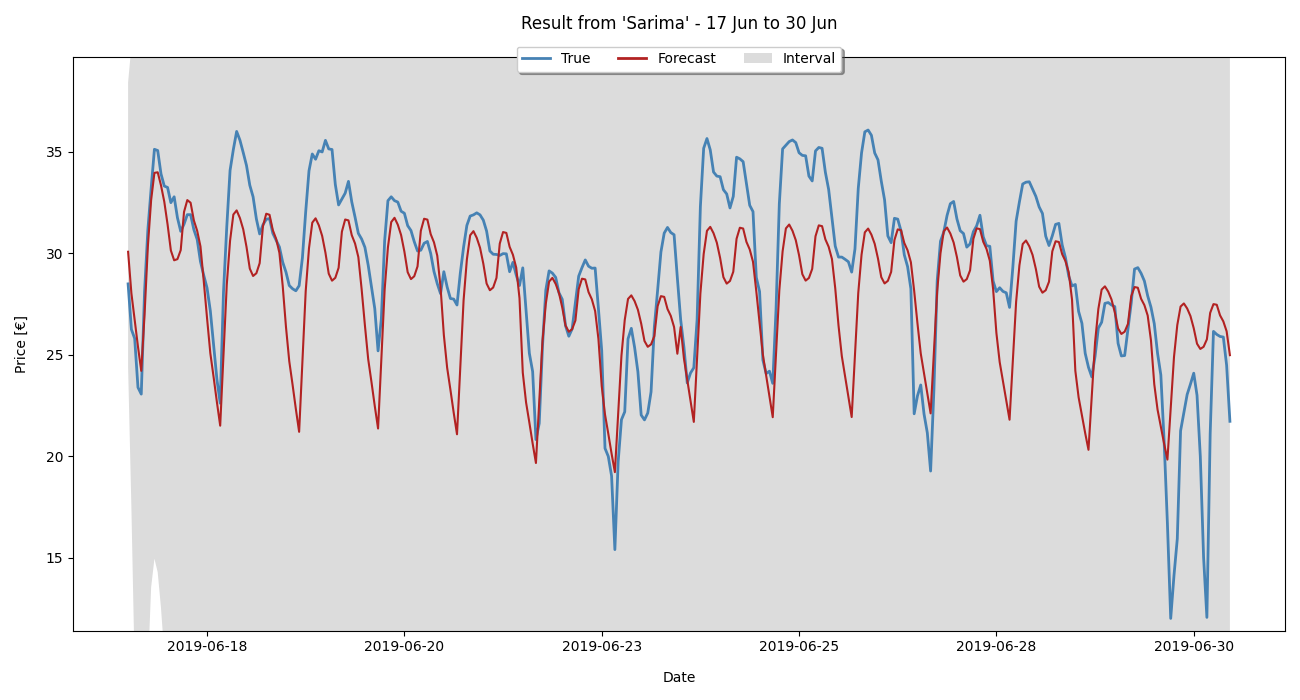 Result from 'Sarima' - 17 Jun to 30 Jun
True Forecast Interval
Price [€]
35
30
25
20
15
2019-06-18 2019-06-20 2019-06-23 2019-06-25 2019-06-28 2019-06-30
Date